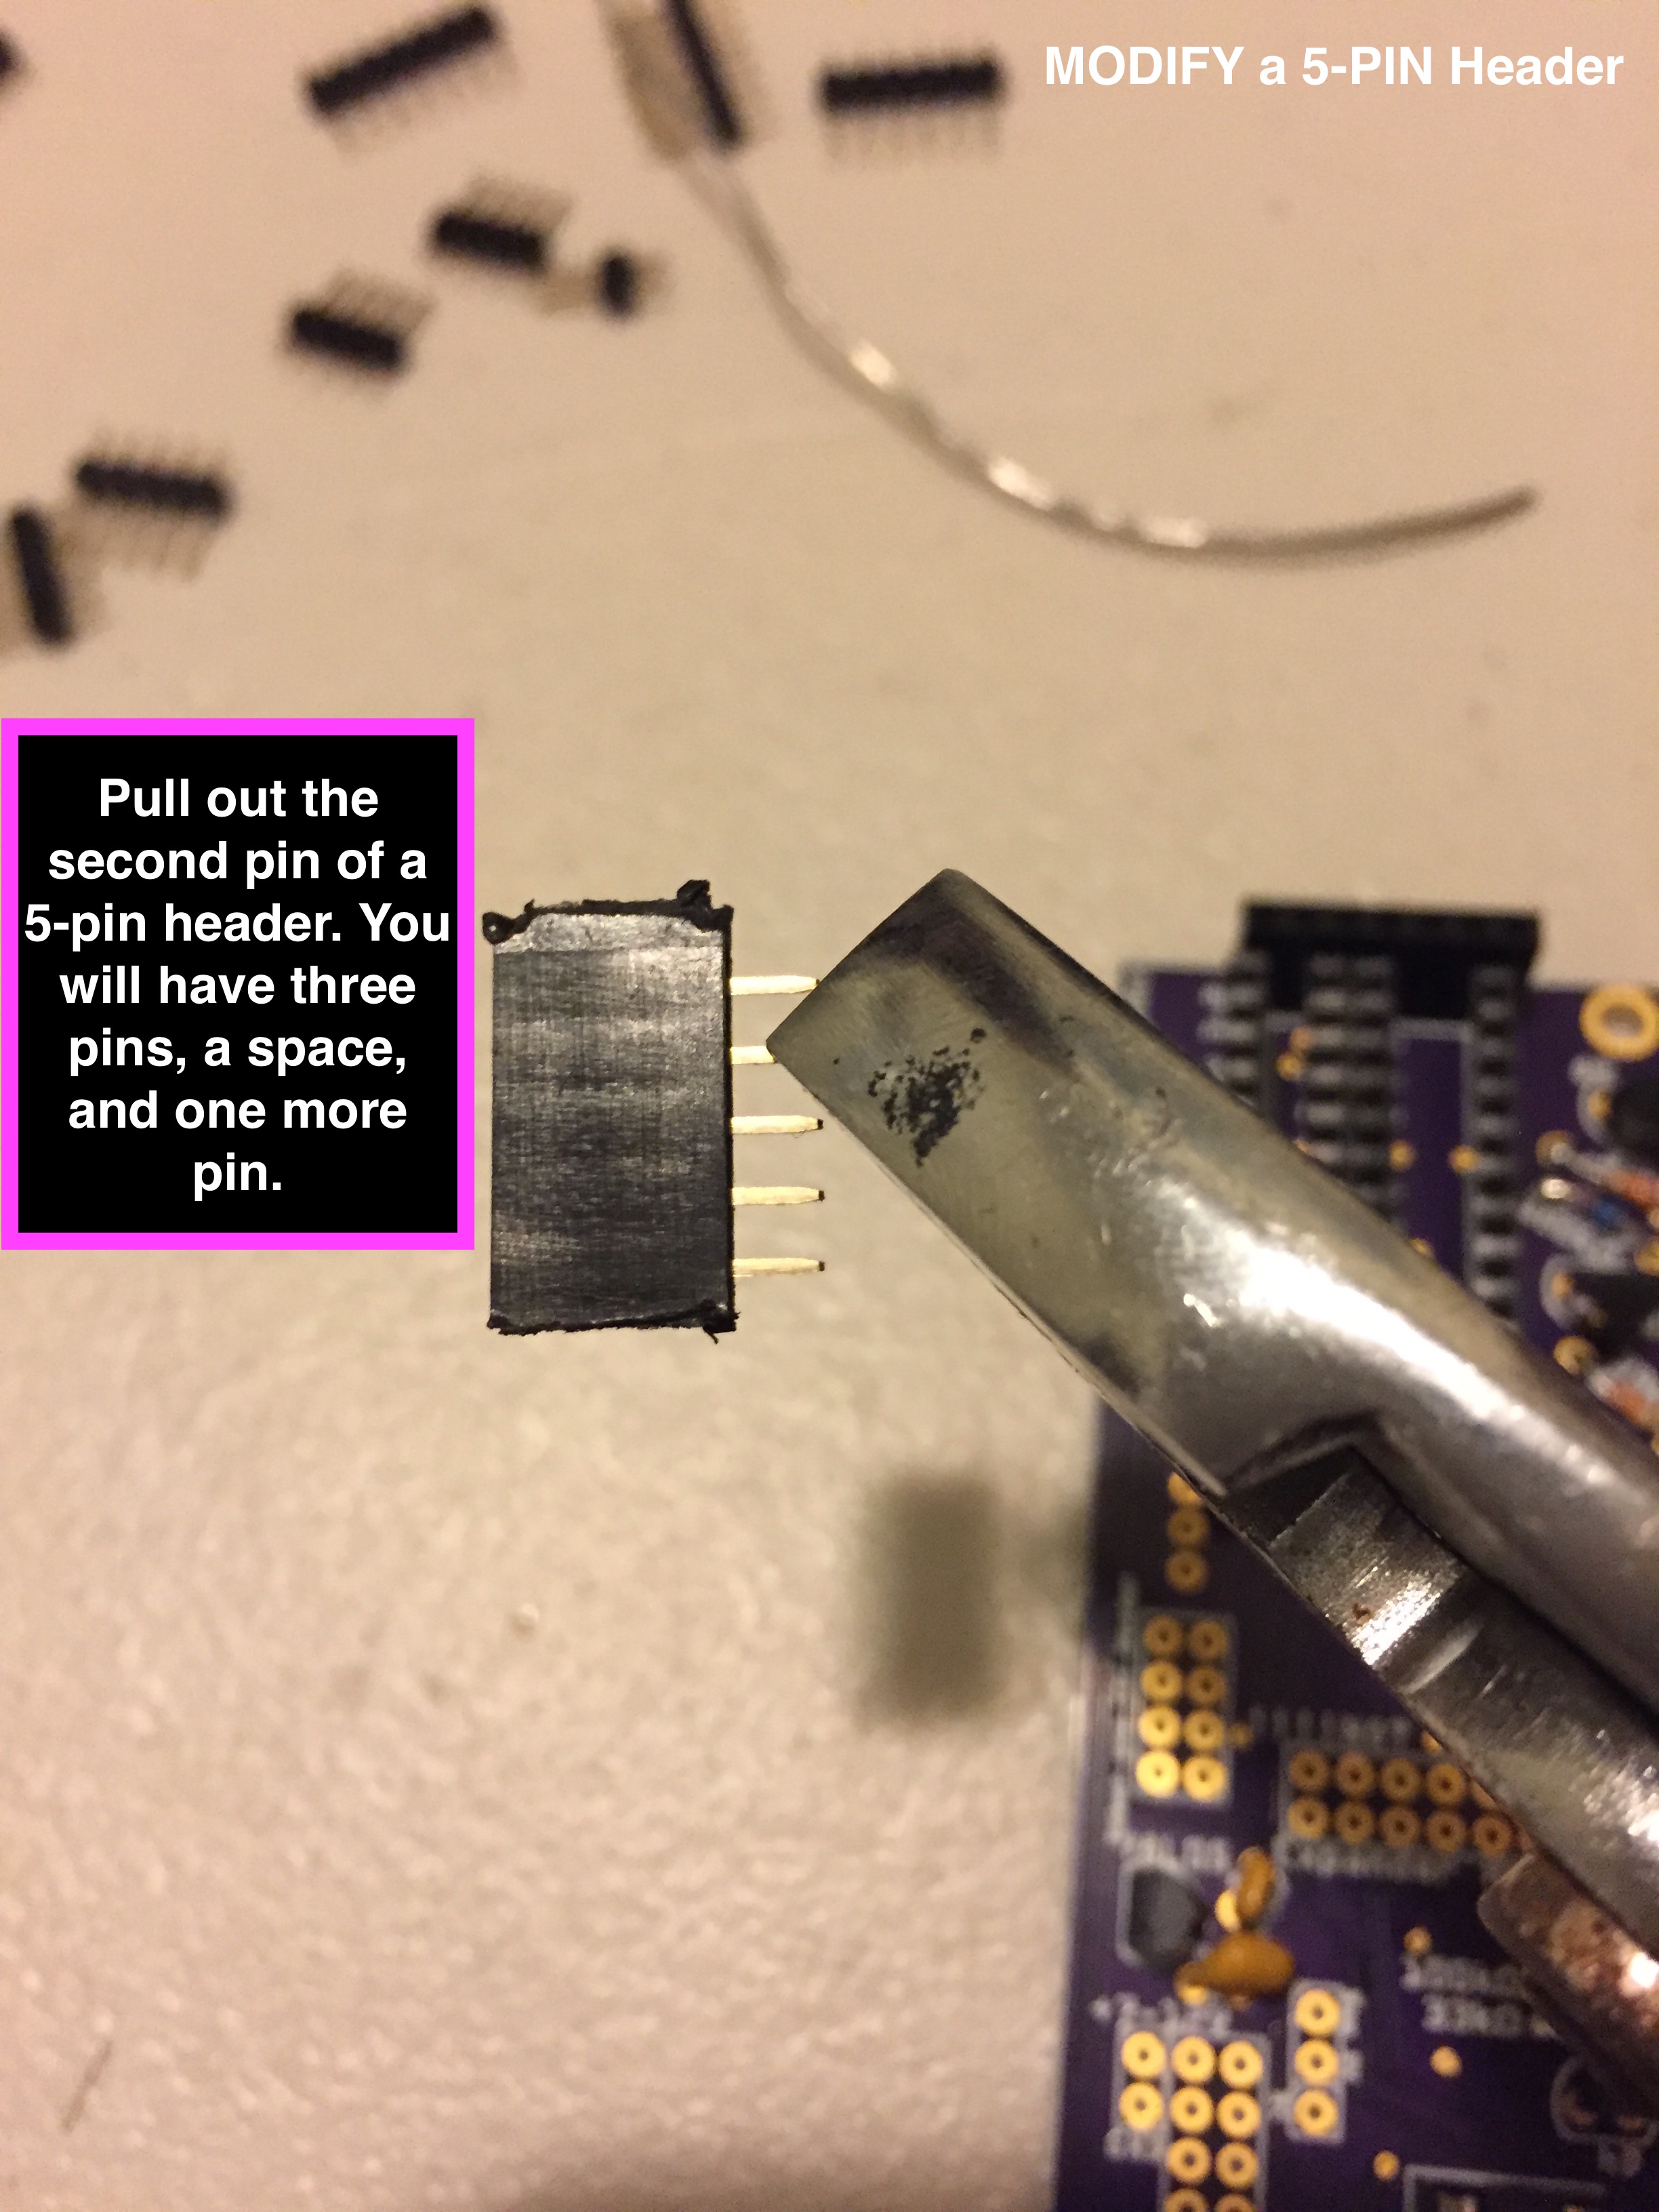 MODIFY a 5-PIN Header
Pull out the
second pin of a
5-pin header. You
will have three
pins, a space,
and one more
pin.